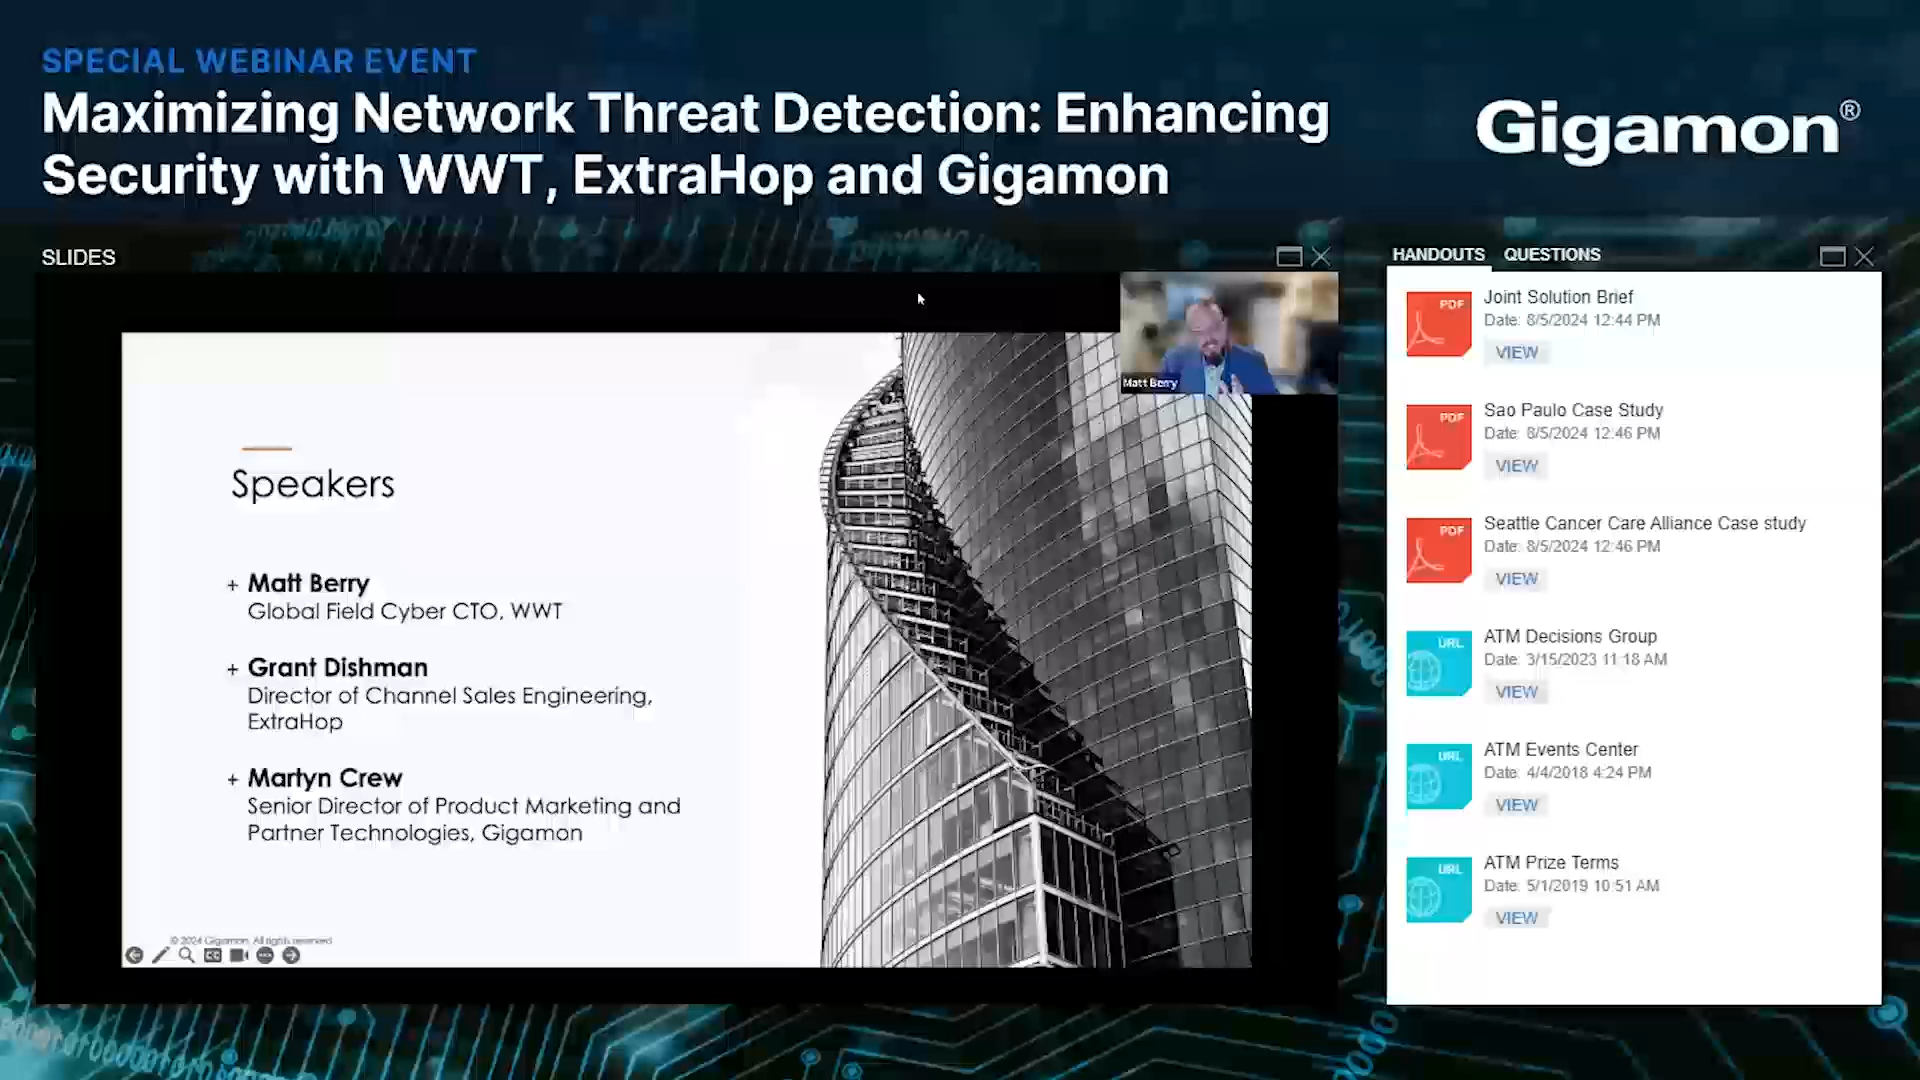 SPECIAL WEBINAR EVENT
Maximizing Network Threat Detection: Enhancing
Security with WWT, ExtraHop and Gigamon
Gigamon®
SLIDES
Matt Berry
Speakers
+ Matt Berry
Global Field Cyber CTO, WWT
+ Grant Dishman
Director of Channel Sales Engineering,
ExtraHop
+ Martyn Crew
Senior Director of Product Marketing and
Partner Technologies, Gigamon
© 2024 Gigamon. All rights reserved.
CC
HANDOUTS QUESTIONS
PDF
Joint Solution Brief
Date: 8/5/2024 12:44 PM
VIEW
PDF
Sao Paulo Case Study
Date: 8/5/2024 12:46 PM
VIEW
PDF
Seattle Cancer Care Alliance Case study
Date: 8/5/2024 12:46 PM
VIEW
URL
ATM Decisions Group
Date: 3/15/2023 11:18 AM
VIEW
URL
ATM Events Center
Date: 4/4/2018 4:24 PM
VIEW
URL
ATM Prize Terms
Date: 5/1/2019 10:51 AM
VIEW